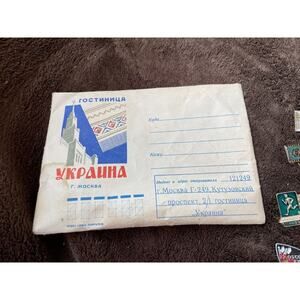 ГОСТИНИЦА
УКРАИНА
Г. МОСКВА
Куда
Кому
Индекс и адрес отправителя 121249
г.Москва Г-249, Кутузовский
проспект, 2/1 гостиница
"Украина"